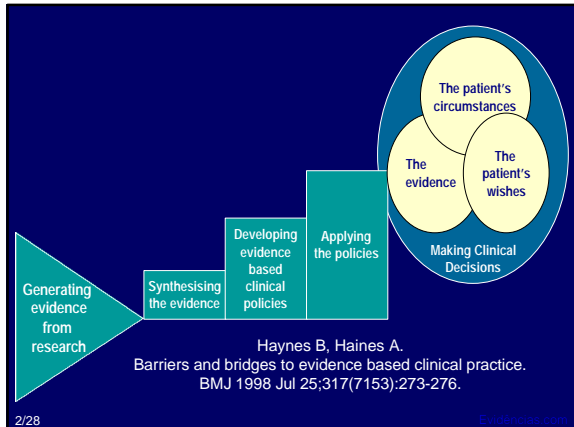 The patient's
circumstances
The
evidence
The
patient's
wishes
Making Clinical
Decisions
Applying
the policies
Developing
evidence
based
clinical
policies
Synthesising
the evidence
Generating
evidence
from
research
Haynes B, Haines A.
Barriers and bridges to evidence based clinical practice.
BMJ 1998 Jul 25;317(7153):273-276.
2/28